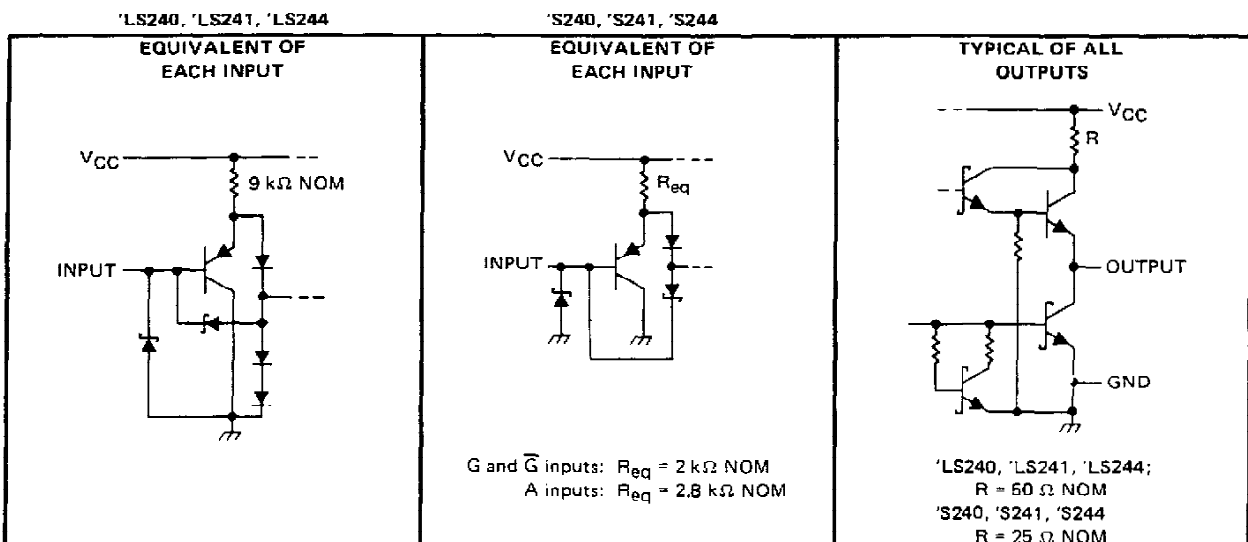 'LS240, 'LS241, 'LS244
EQUIVALENT OF
EACH INPUT
VCC
9 kΩ NOM
INPUT
'S240, 'S241, 'S244
EQUIVALENT OF
EACH INPUT
VCC
Req
INPUT
G and G̅ inputs: Req = 2 kΩ NOM
A inputs: Req = 2.8 kΩ NOM
TYPICAL OF ALL
OUTPUTS
VCC
R
OUTPUT
GND
'LS240, 'LS241, 'LS244;
R = 50 Ω NOM
'S240, 'S241, 'S244
R = 25 Ω NOM